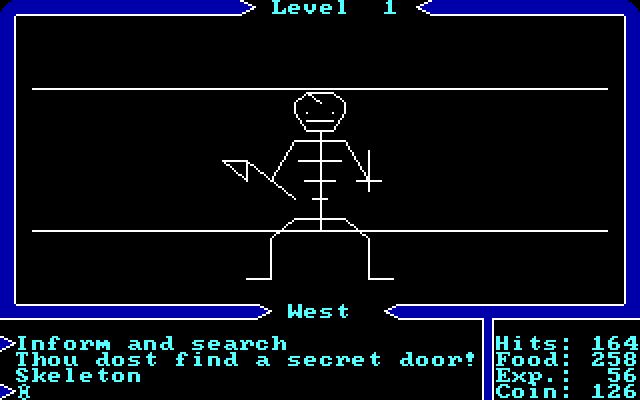 Level 1
West
Inform and search
Thou dost find a secret door!
Skeleton
Hits: 164
Food: 258
Exp.: 56
Coin: 126